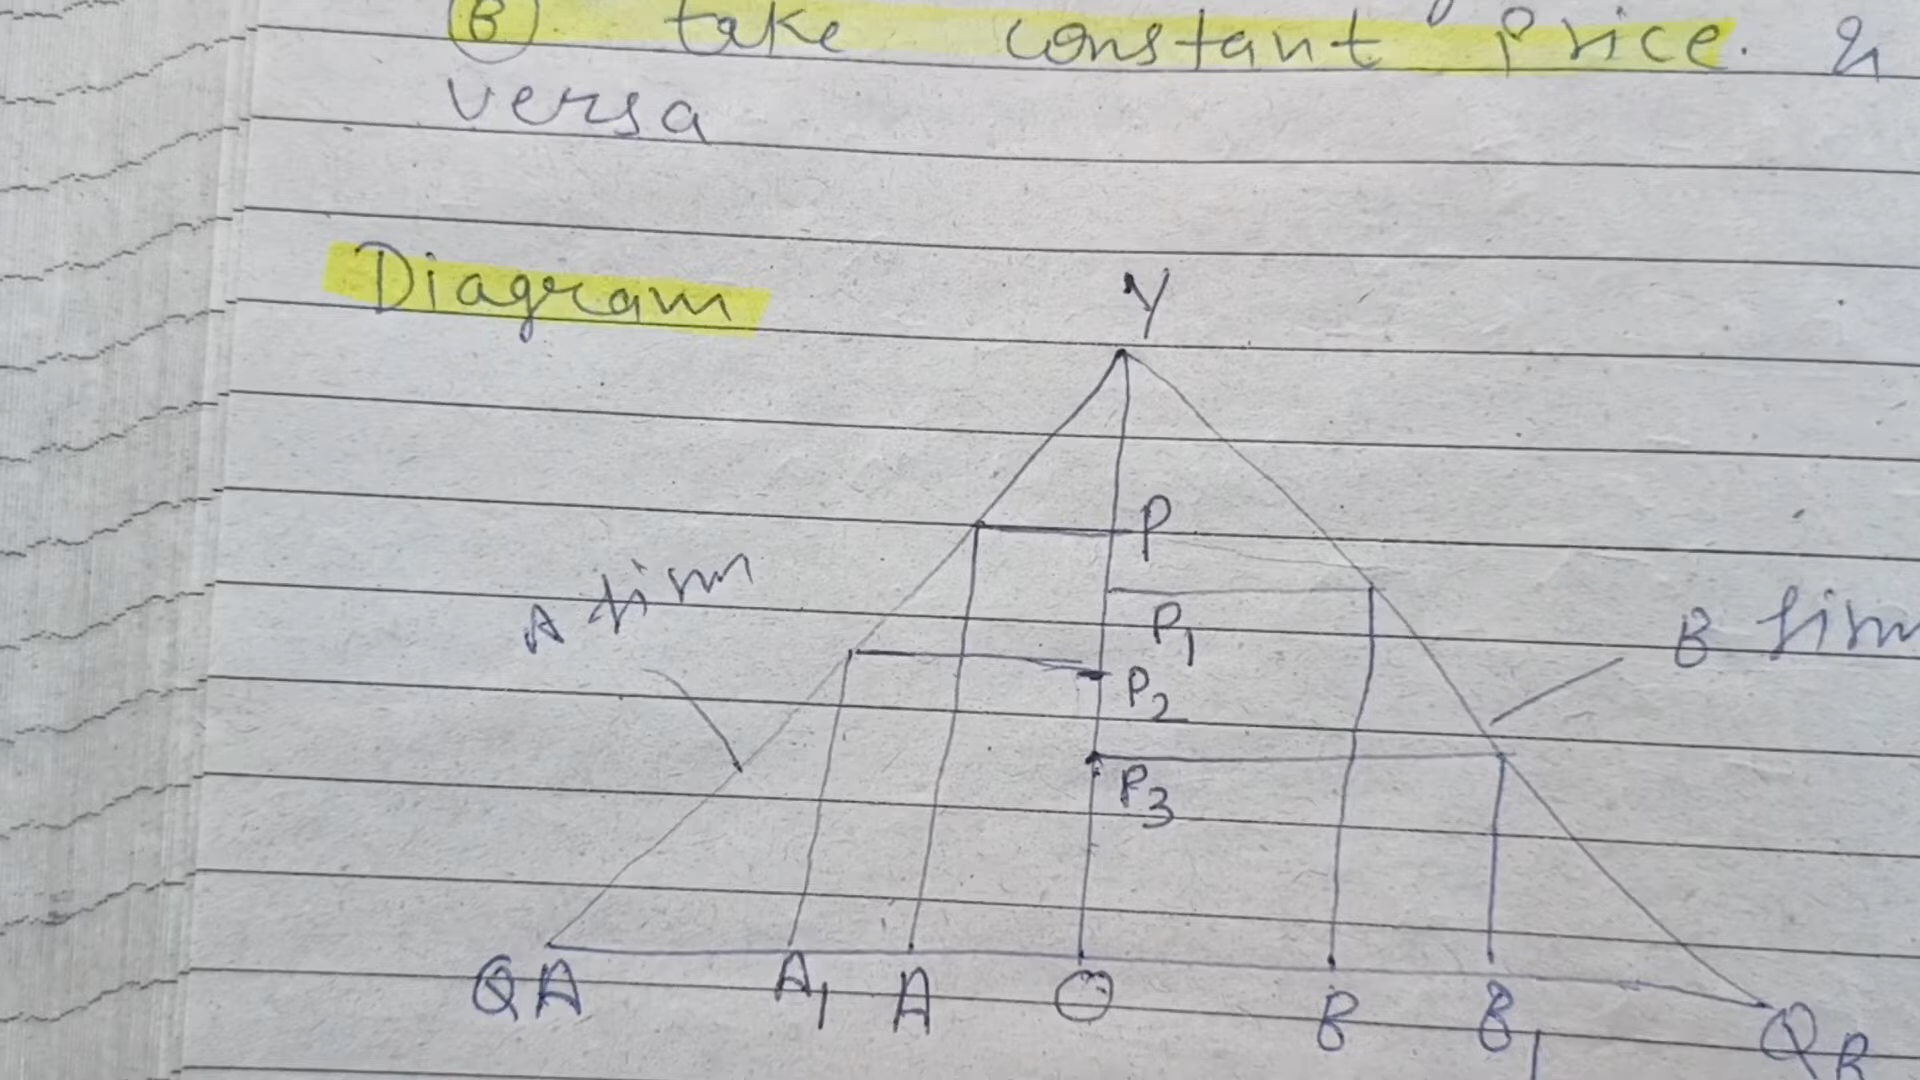 B take constant Price. &
versa
Diagram
Y
P
A firm
P1
B firm
P2
P3
QA A1 A O B B1 QB